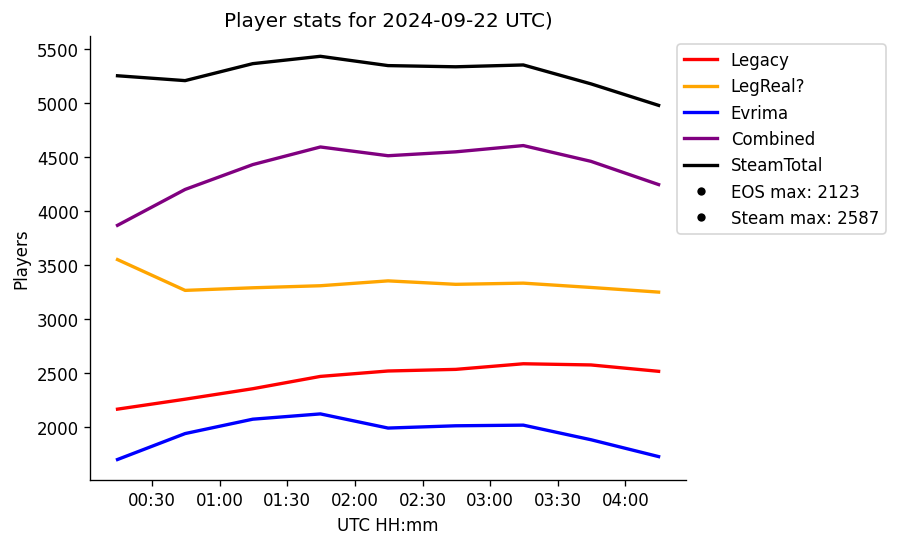 Player stats for 2024-09-22 UTC)
5500
5000
4500
4000
3500
3000
2500
2000
Players
00:30 01:00 01:30 02:00 02:30 03:00 03:30 04:00
UTC HH:mm
Legacy
LegReal?
Evrima
Combined
SteamTotal
EOS max: 2123
Steam max: 2587